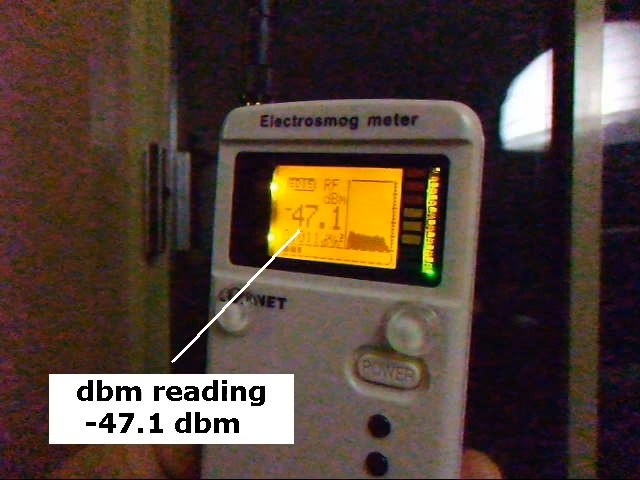 Electrosmog meter
RF
dBm
-47.1
POWER
dbm reading
-47.1 dbm